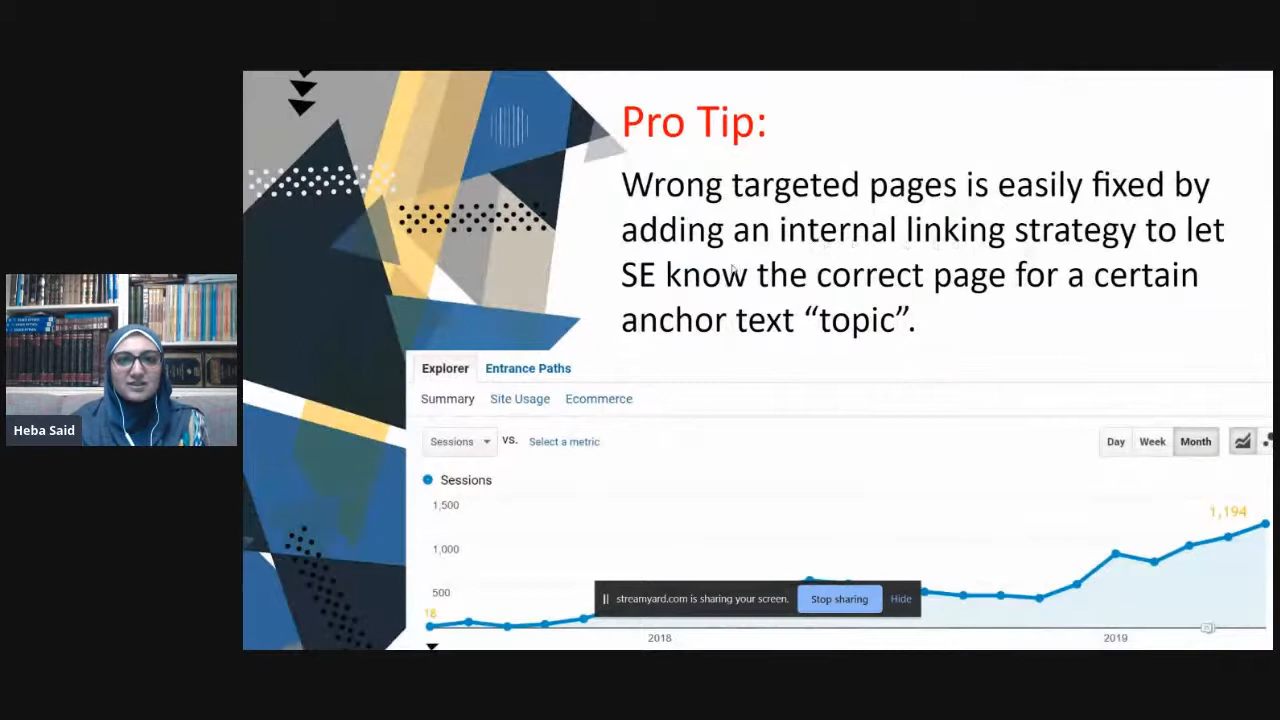 Pro Tip:
Wrong targeted pages is easily fixed by
adding an internal linking strategy to let
SE know the correct page for a certain
anchor text “topic”.
Heba Said
Explorer
Entrance Paths
Summary
Site Usage
Ecommerce
Sessions
VS.
Select a metric
Day
Week
Month
Sessions
1,500
1,194
1,000
500
streamyard.com is sharing your screen.
Stop sharing
Hide
18
2018
2019